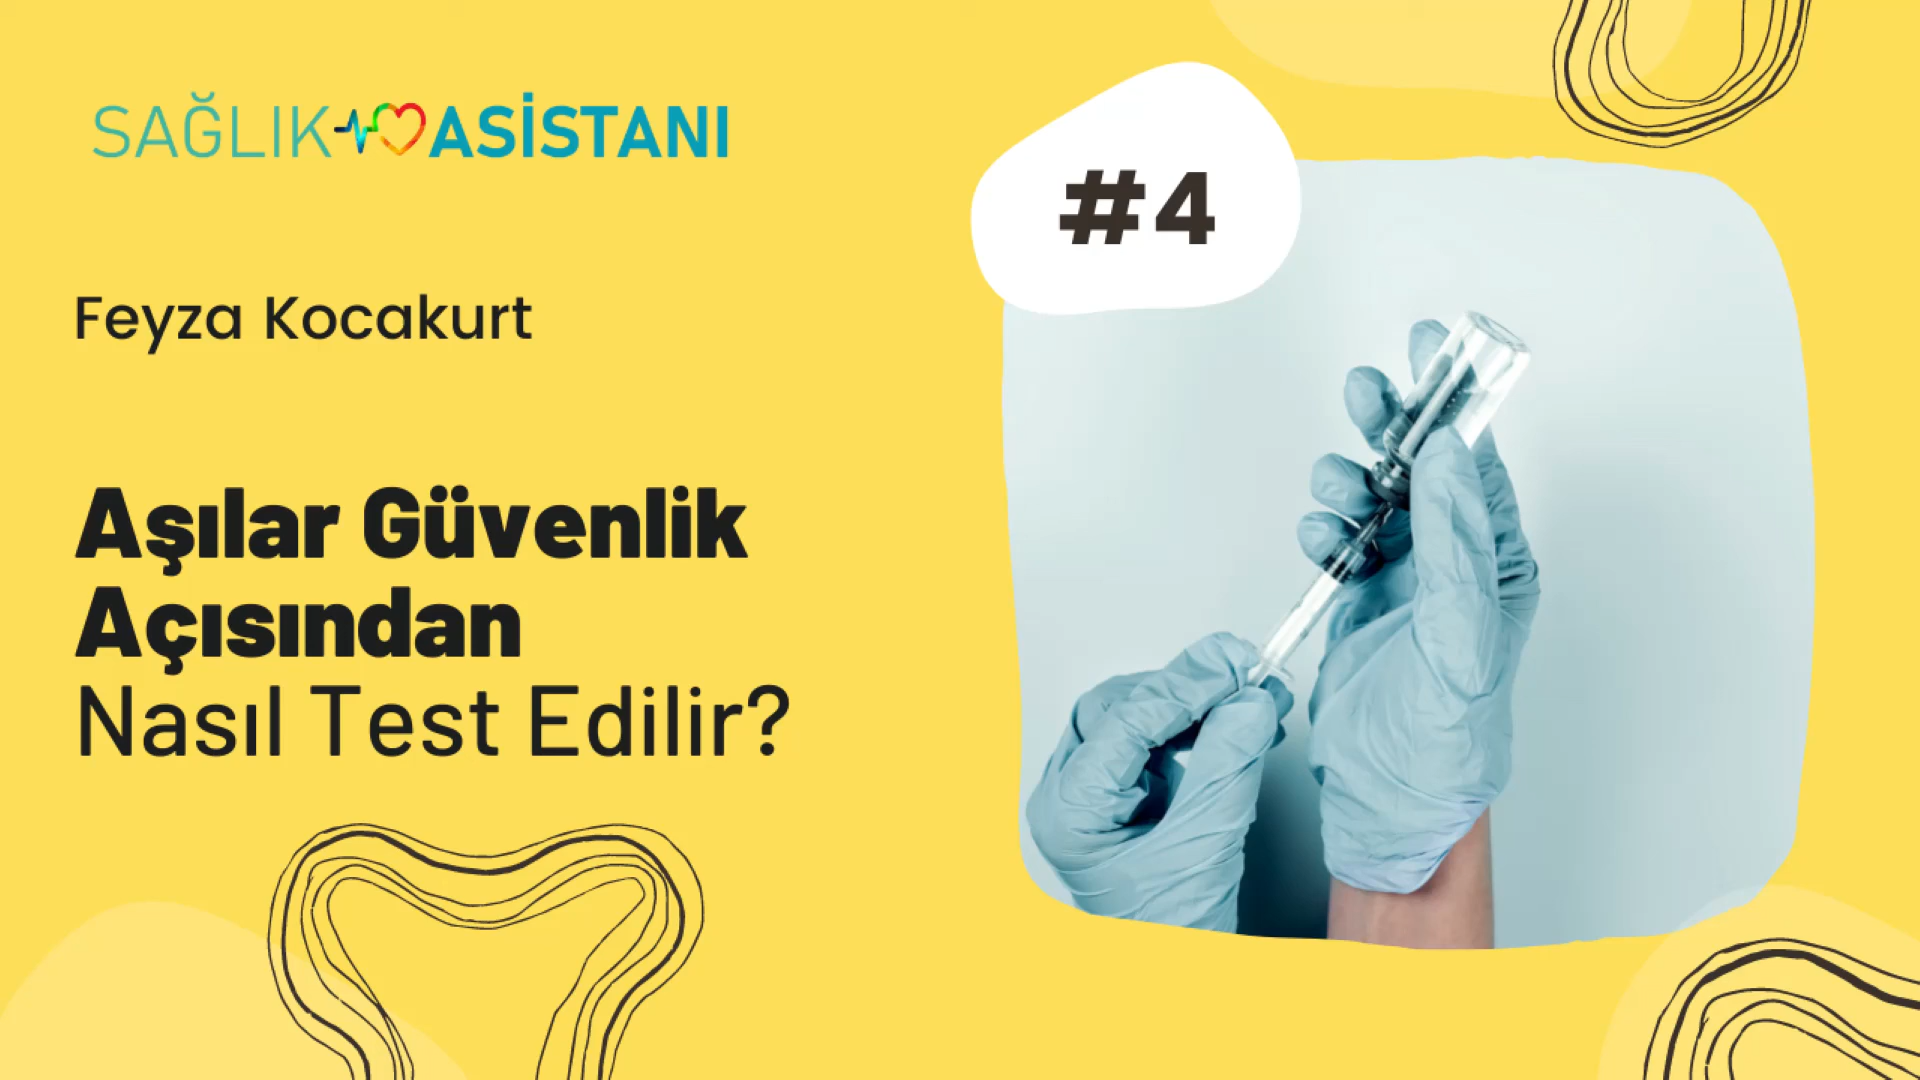 SAĞLIK ASİSTANI
#4
Feyza Kocakurt
Aşılar Güvenlik
Açısından
Nasıl Test Edilir?